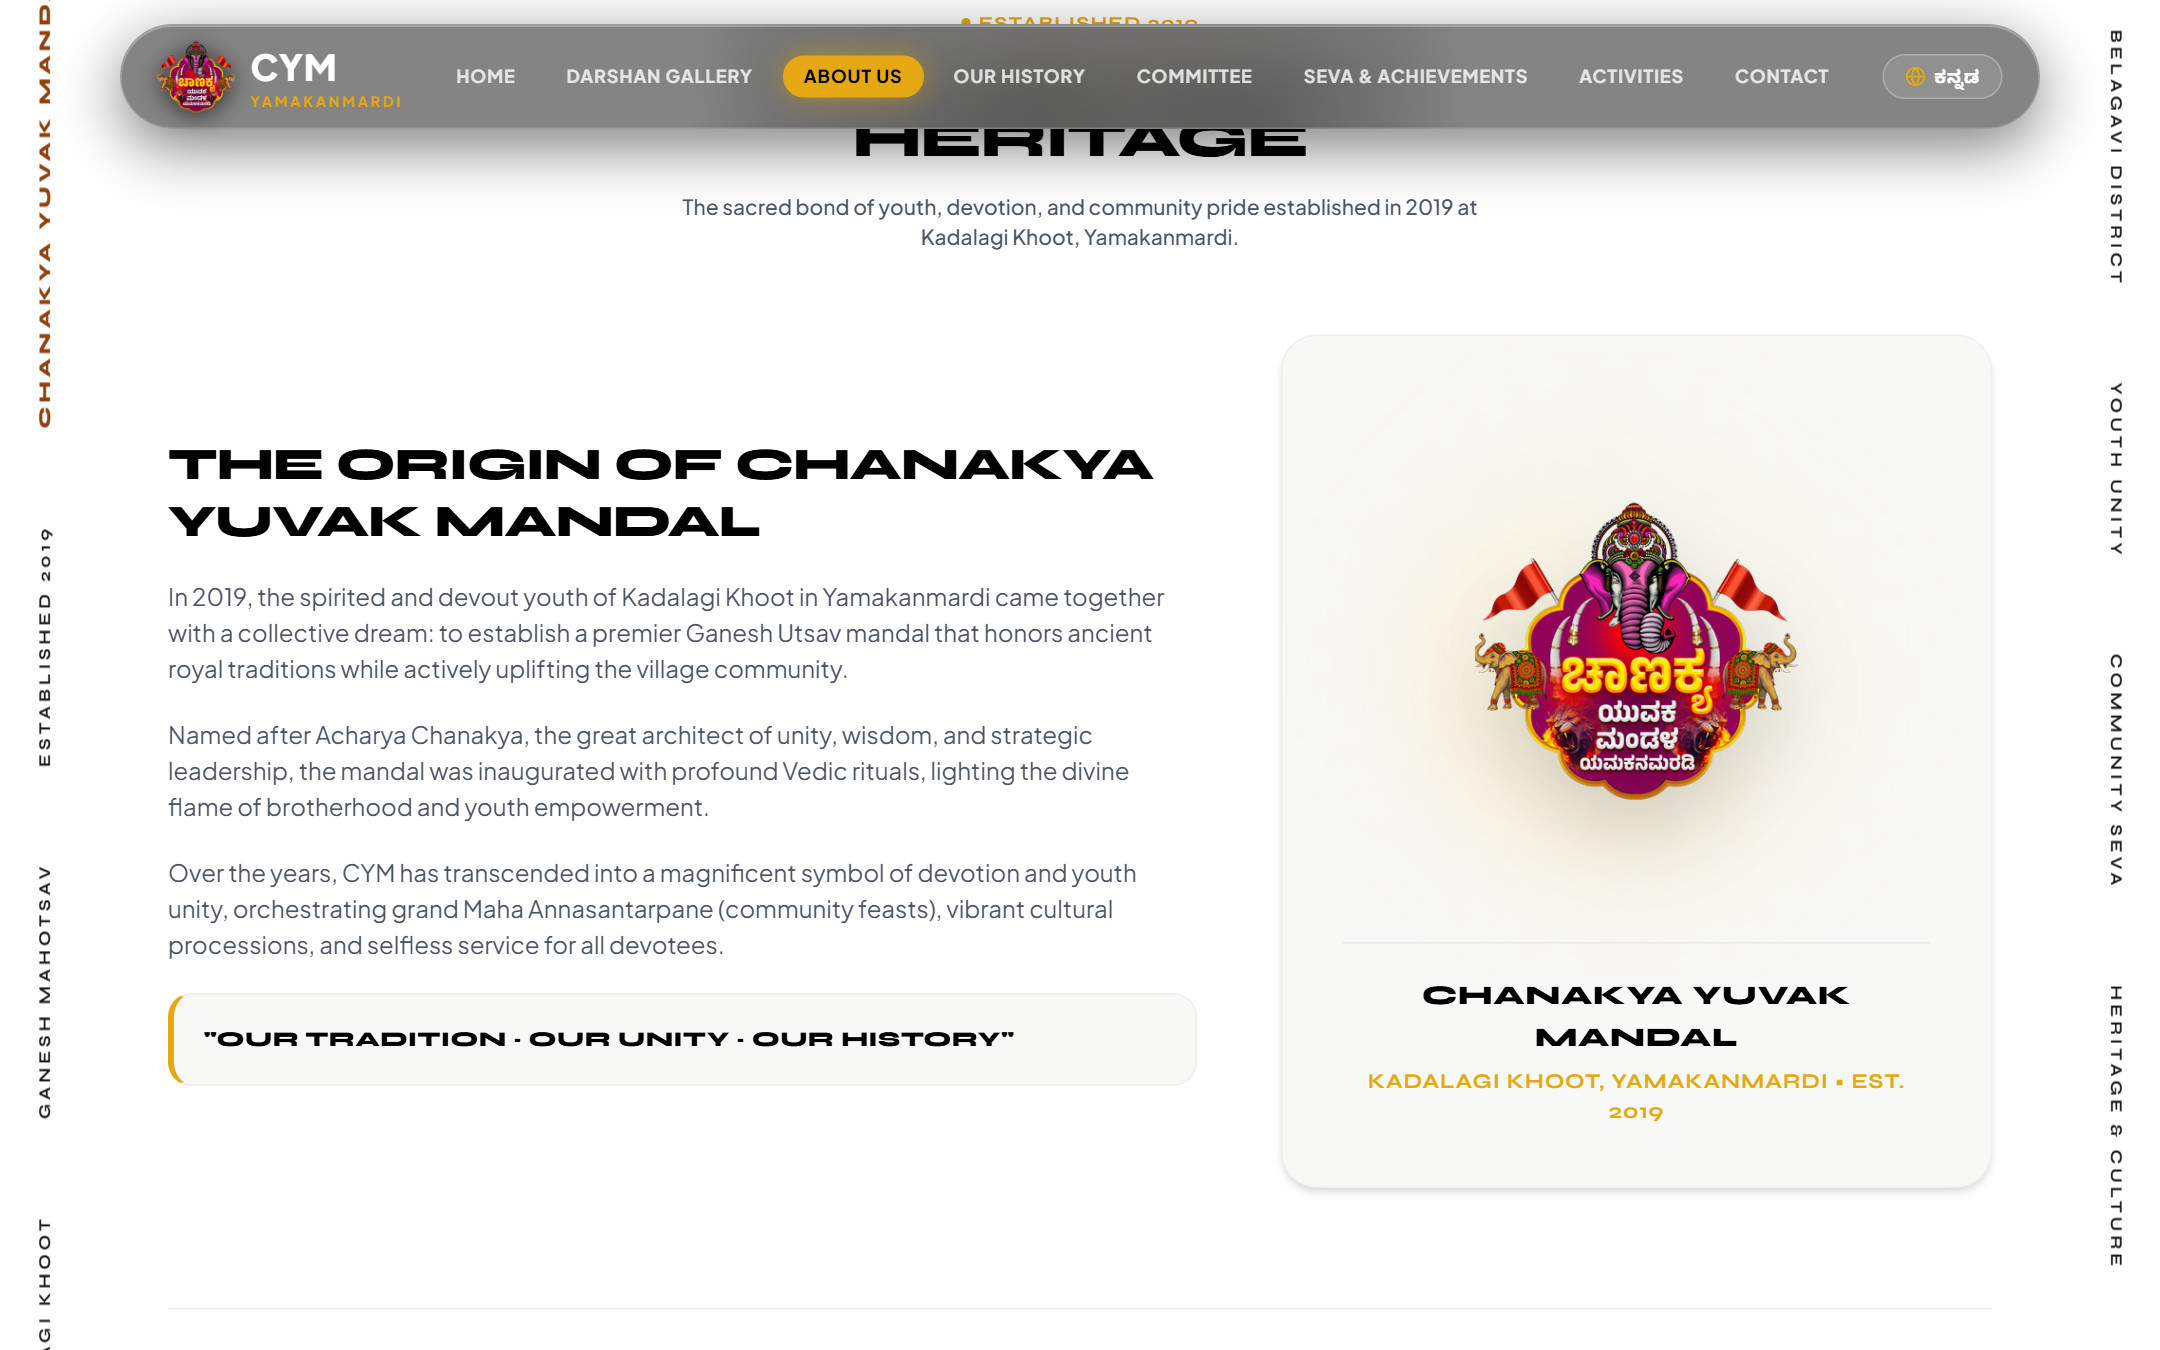 ESTABLISHED 2019
CYM
YAMAKANMARDI
HOME
DARSHAN GALLERY
ABOUT US
OUR HISTORY
COMMITTEE
SEVA & ACHIEVEMENTS
ACTIVITIES
CONTACT
ಕನ್ನಡ
HERITAGE
The sacred bond of youth, devotion, and community pride established in 2019 at
Kadalagi Khoot, Yamakanmardi.
CHANAKYA YUVAK MAND
ESTABLISHED 2019
GANESH MAHOTSAV
AGI KHOOT
THE ORIGIN OF CHANAKYA
YUVAK MANDAL
In 2019, the spirited and devout youth of Kadalagi Khoot in Yamakanmardi came together
with a collective dream: to establish a premier Ganesh Utsav mandal that honors ancient
royal traditions while actively uplifting the village community.
Named after Acharya Chanakya, the great architect of unity, wisdom, and strategic
leadership, the mandal was inaugurated with profound Vedic rituals, lighting the divine
flame of brotherhood and youth empowerment.
Over the years, CYM has transcended into a magnificent symbol of devotion and youth
unity, orchestrating grand Maha Annasantarpane (community feasts), vibrant cultural
processions, and selfless service for all devotees.
"OUR TRADITION · OUR UNITY · OUR HISTORY"
ಚಾಣಕ್ಯ
ಯುವಕ
ಮಂಡಳ
ಯಮಕನಮರಡಿ
CHANAKYA YUVAK
MANDAL
KADALAGI KHOOT, YAMAKANMARDI • EST.
2019
BELAGAVI DISTRICT
YOUTH UNITY
COMMUNITY SEVA
HERITAGE & CULTURE